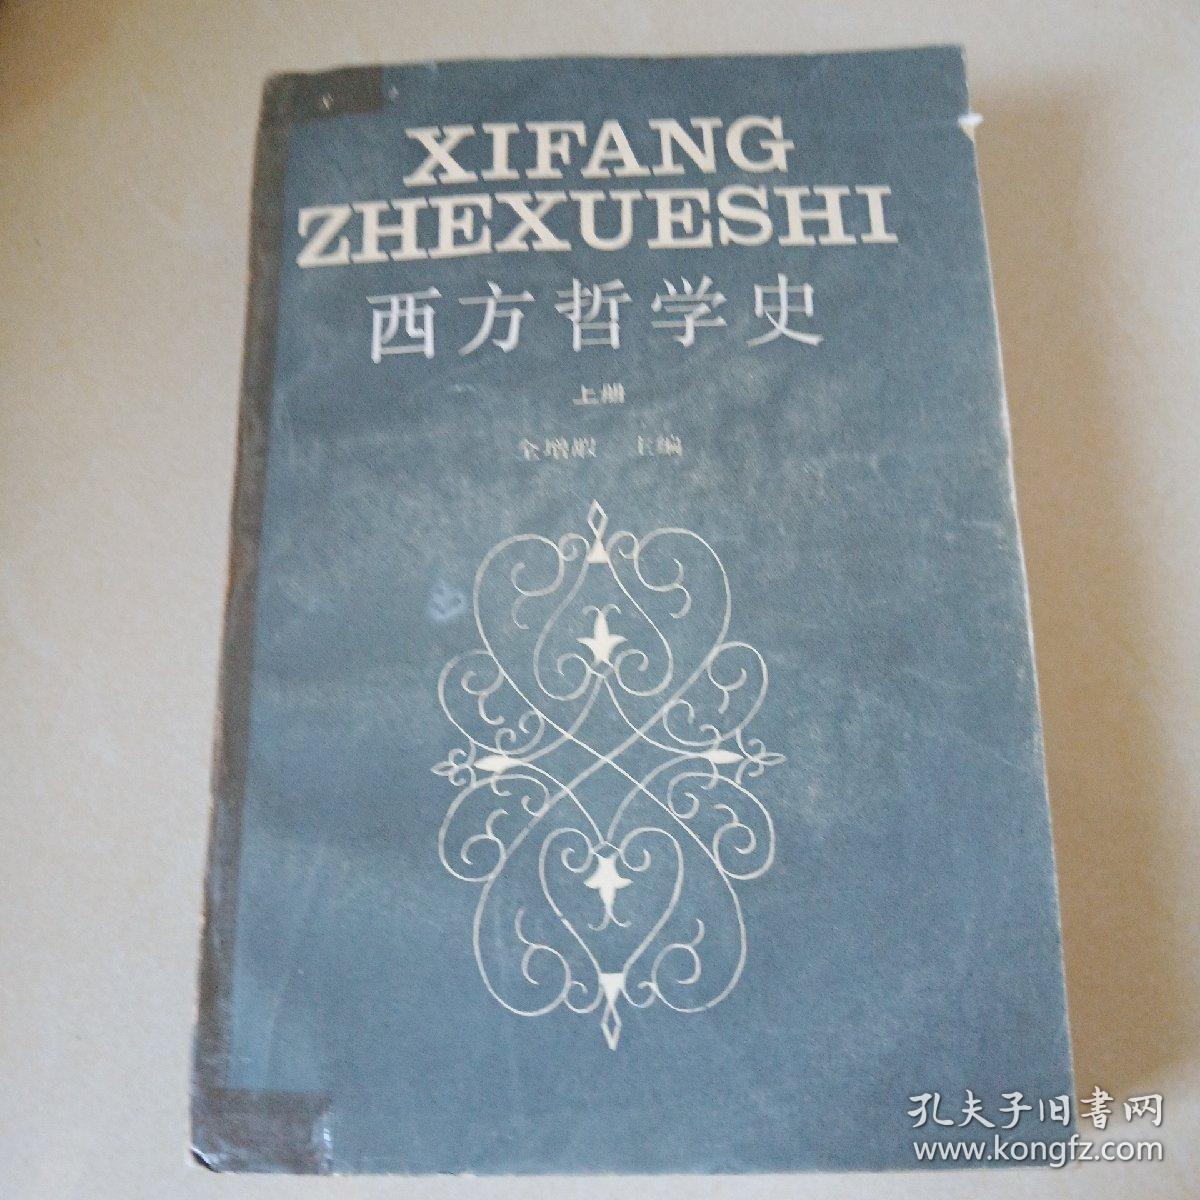 XIFANG
ZHEXUESHI
西方哲学史
上册
全增嘏 主编
孔夫子旧書网
www.kongfz.com